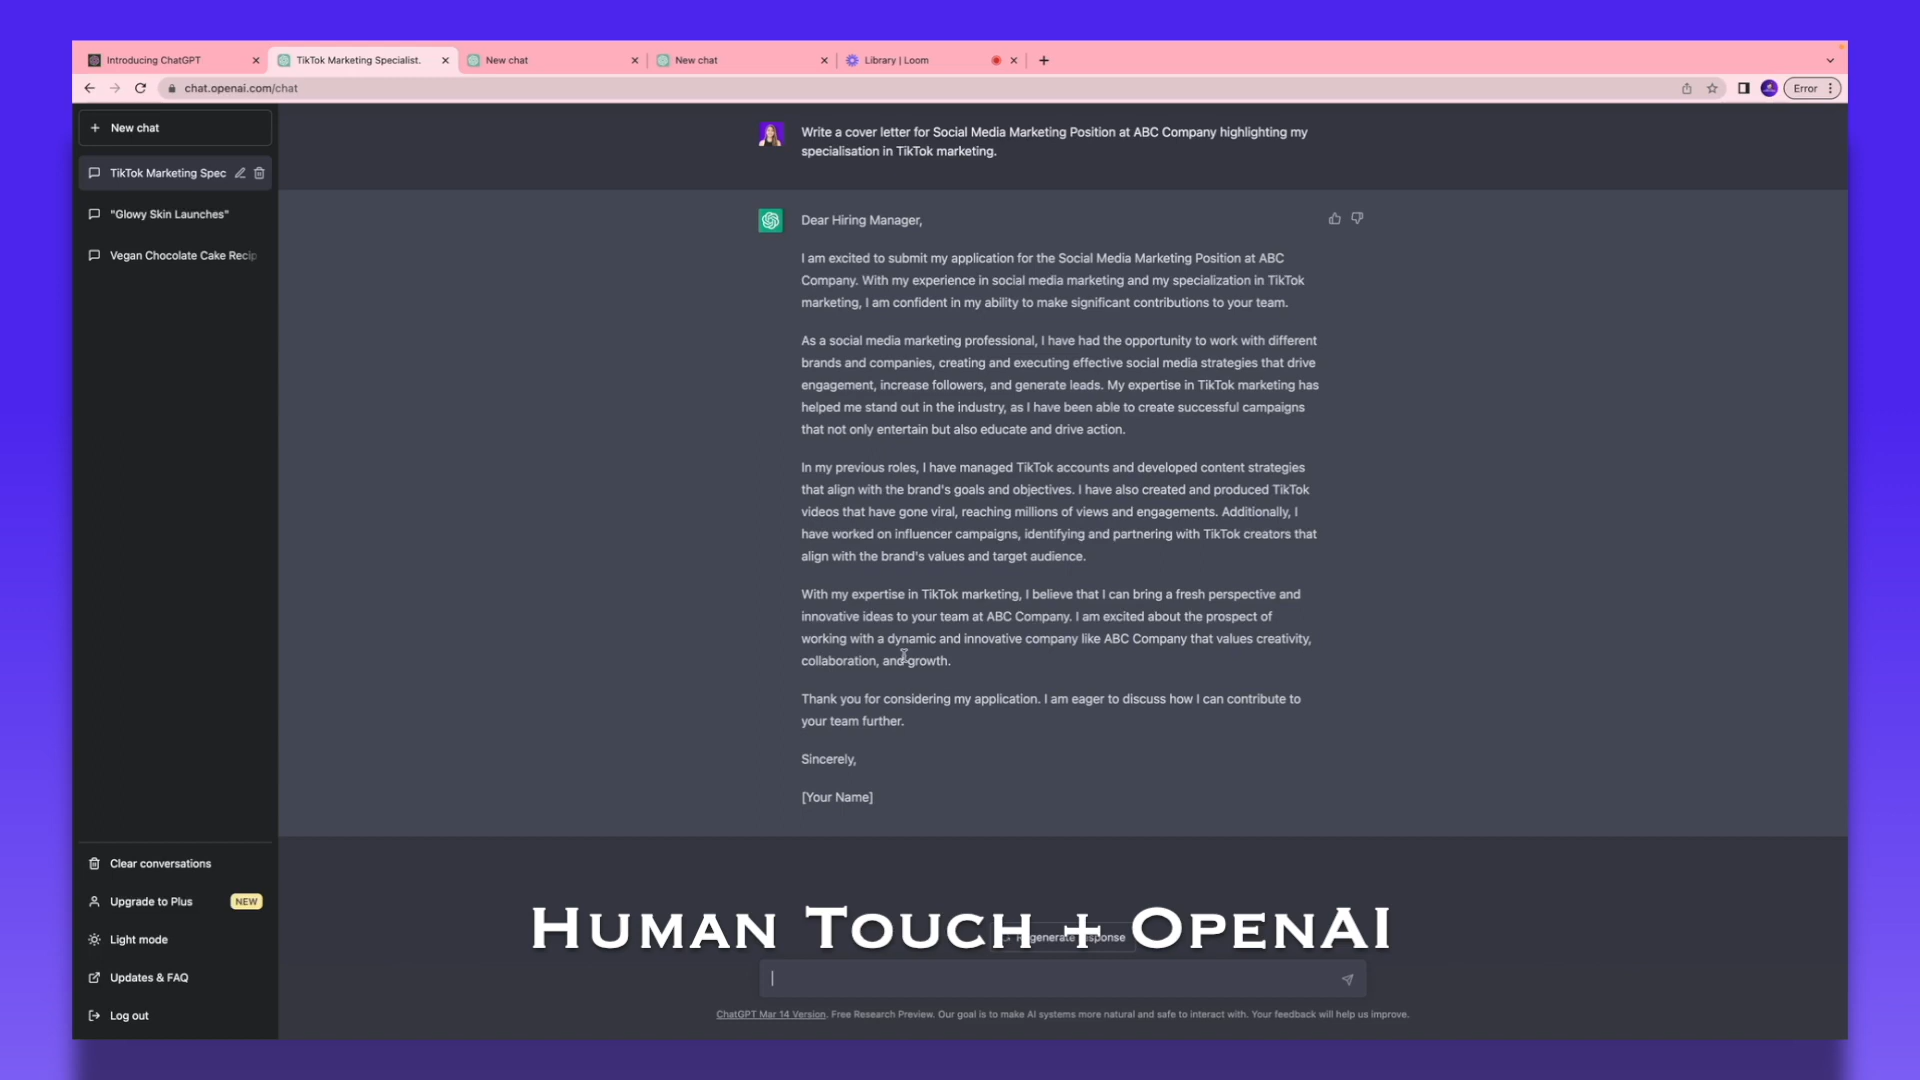 Introducing ChatGPT
TikTok Marketing Specialist.
New chat
New chat
Library | Loom
chat.openai.com/chat
Error
New chat
TikTok Marketing Spec
"Glowy Skin Launches"
Vegan Chocolate Cake Recip
Write a cover letter for Social Media Marketing Position at ABC Company highlighting my
specialisation in TikTok marketing.
Dear Hiring Manager,
I am excited to submit my application for the Social Media Marketing Position at ABC
Company. With my experience in social media marketing and my specialization in TikTok
marketing, I am confident in my ability to make significant contributions to your team.
As a social media marketing professional, I have had the opportunity to work with different
brands and companies, creating and executing effective social media strategies that drive
engagement, increase followers, and generate leads. My expertise in TikTok marketing has
helped me stand out in the industry, as I have been able to create successful campaigns
that not only entertain but also educate and drive action.
In my previous roles, I have managed TikTok accounts and developed content strategies
that align with the brand's goals and objectives. I have also created and produced TikTok
videos that have gone viral, reaching millions of views and engagements. Additionally, I
have worked on influencer campaigns, identifying and partnering with TikTok creators that
align with the brand's values and target audience.
With my expertise in TikTok marketing, I believe that I can bring a fresh perspective and
innovative ideas to your team at ABC Company. I am excited about the prospect of
working with a dynamic and innovative company like ABC Company that values creativity,
collaboration, and growth.
Thank you for considering my application. I am eager to discuss how I can contribute to
your team further.
Sincerely,
[Your Name]
Clear conversations
Upgrade to Plus NEW
Light mode
Updates & FAQ
Log out
Human Touch + OpenAI
ChatGPT Mar 14 Version. Free Research Preview. Our goal is to make AI systems more natural and safe to interact with. Your feedback will help us improve.